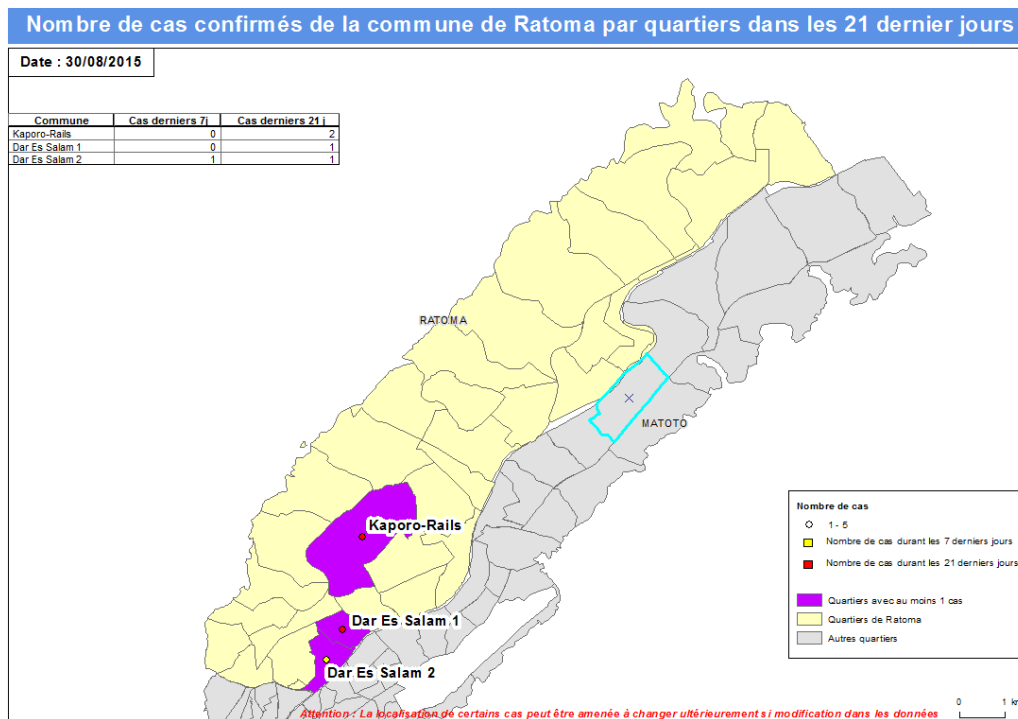 Nombre de cas confirmés de la commune de Ratoma par quartiers dans les 21 dernier jours
Date : 30/08/2015
Commune Cas derniers 7j Cas derniers 21 j
Kaporo-Rails 0 2
Dar Es Salam 1 0 1
Dar Es Salam 2 1 1
RATOMA
MATOTO
Kaporo-Rails
Dar Es Salam 1
Dar Es Salam 2
Nombre de cas
1 - 5
Nombre de cas durant les 7 derniers jours
Nombre de cas durant les 21 derniers jours
Quartiers avec au moins 1 cas
Quartiers de Ratoma
Autres quartiers
0 1 km
Attention : La localisation de certains cas peut être amenée à changer ultérieurement si modification dans les données